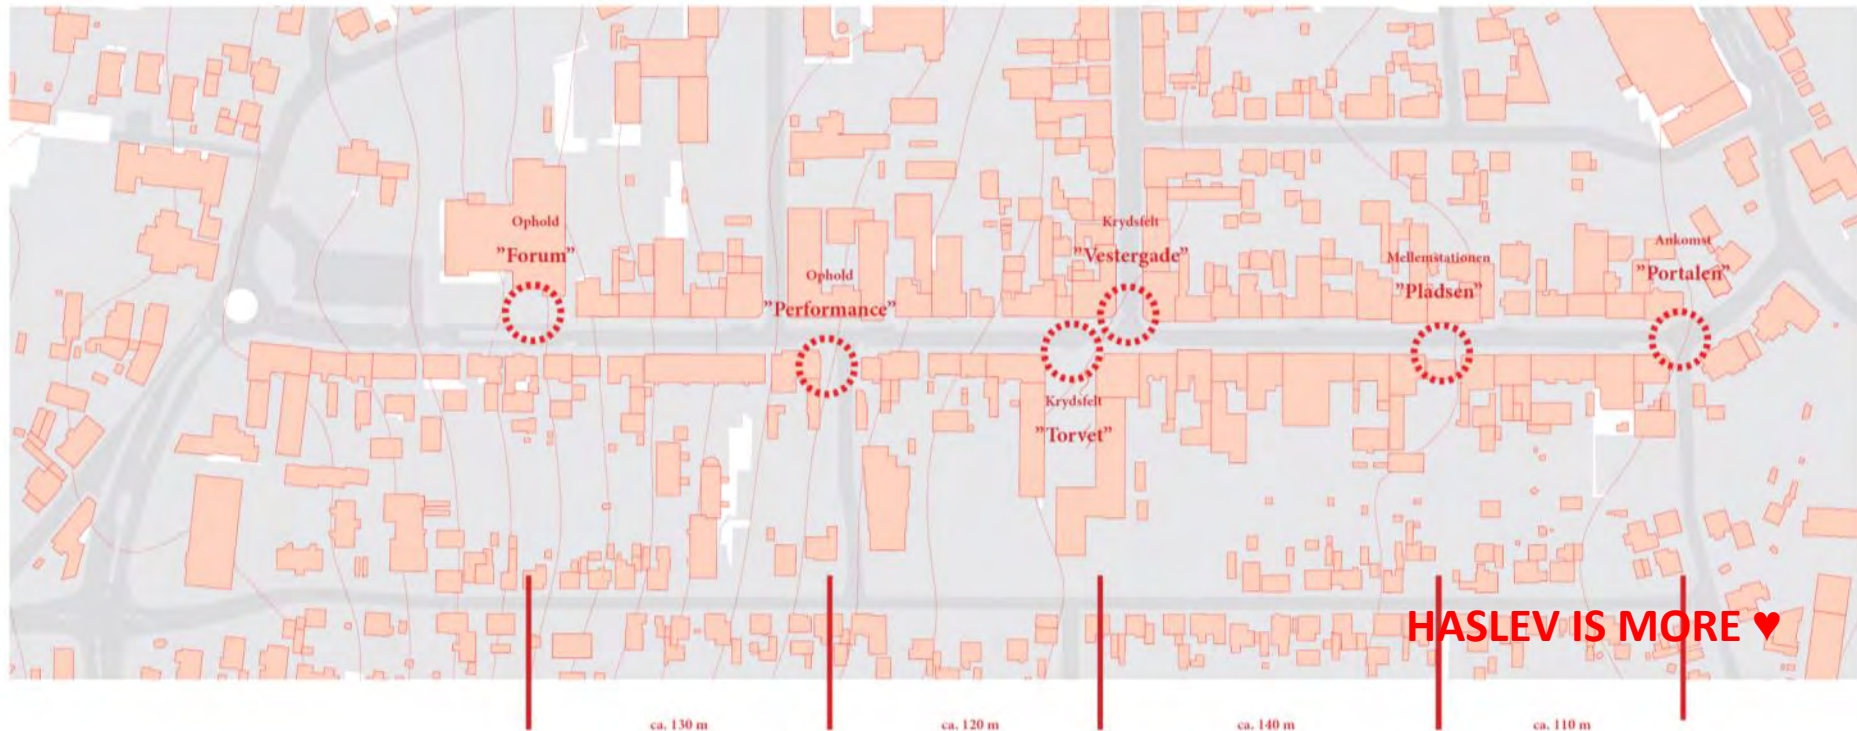 Ophold
”Forum”
Ophold
”Performance”
Krydsfelt
”Vestergade”
Krydsfelt
”Torvet”
Mellemstationen
”Pladsen”
Ankomst
”Portalen”
HASLEV IS MORE ♥
ca. 130 m
ca. 120 m
ca. 140 m
ca. 110 m